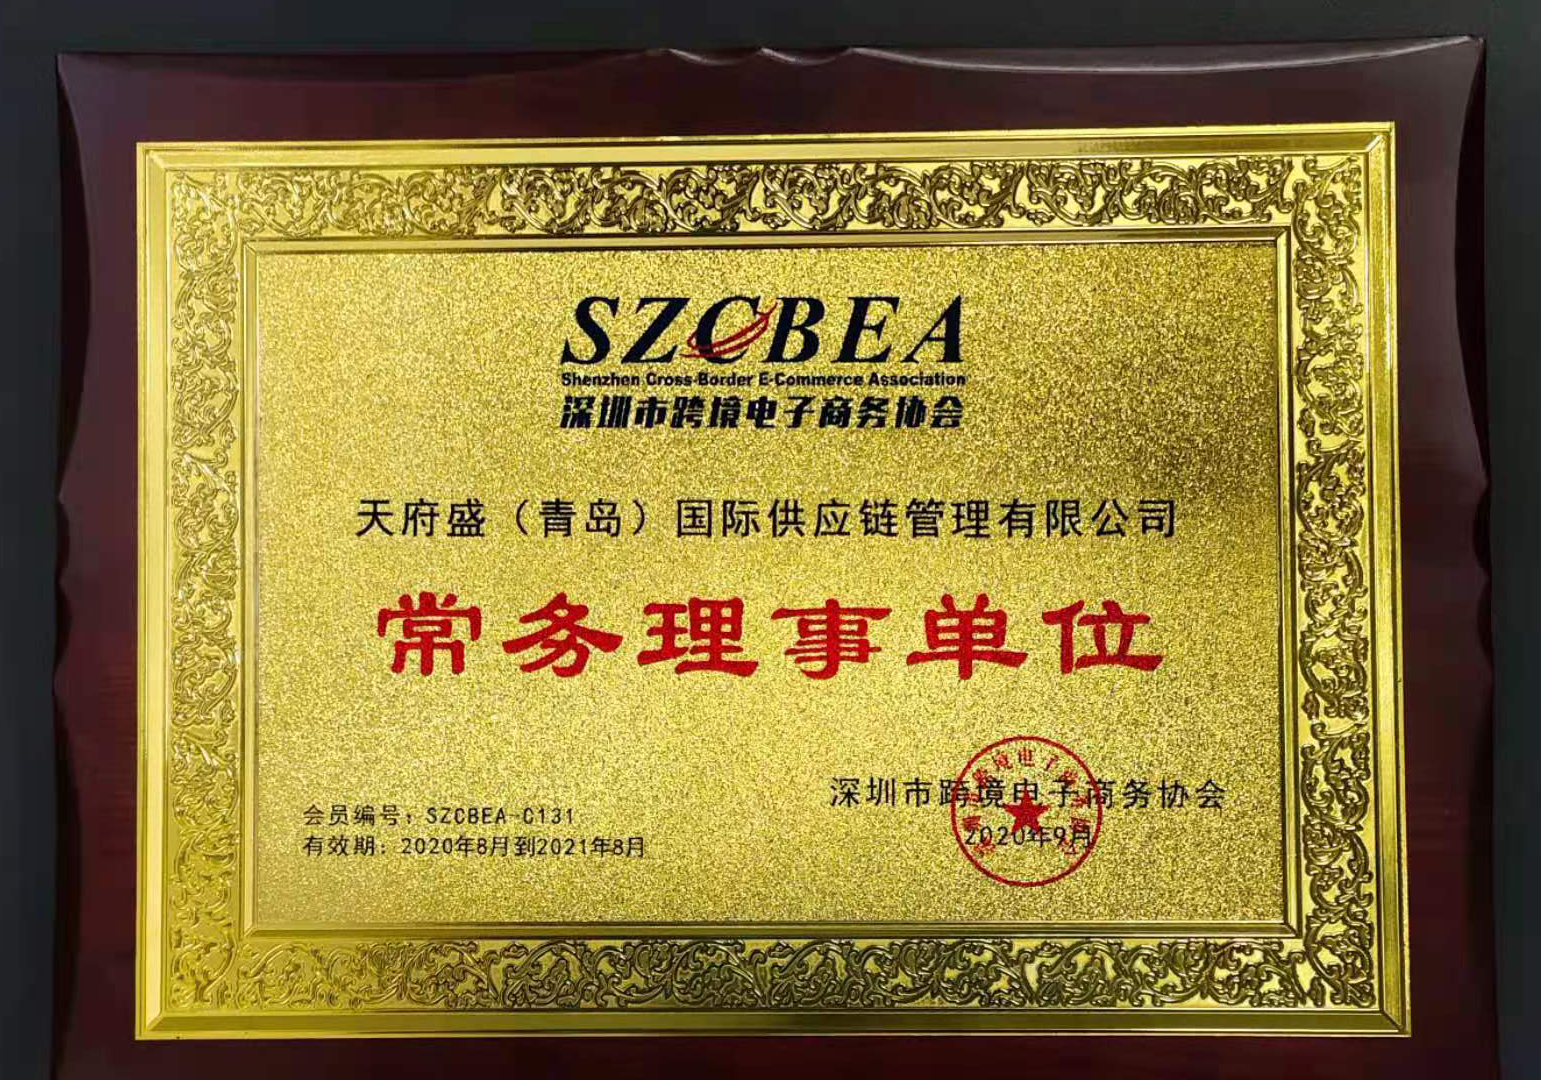 SZCBEA
Shenzhen Cross-Border E-Commerce Association
深圳市跨境电子商务协会
天府盛（青岛）国际供应链管理有限公司
常务理事单位
会员编号：SZCBEA-C131
有效期：2020年8月到2021年8月
深圳市跨境电子商务协会
2020年9月